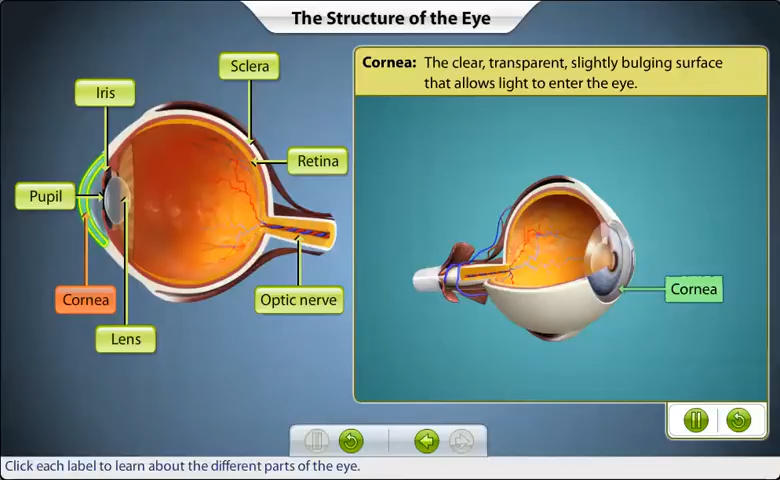 The Structure of the Eye
Sclera
Iris
Retina
Pupil
Cornea
Optic nerve
Lens
Cornea: The clear, transparent, slightly bulging surface
that allows light to enter the eye.
Cornea
Click each label to learn about the different parts of the eye.